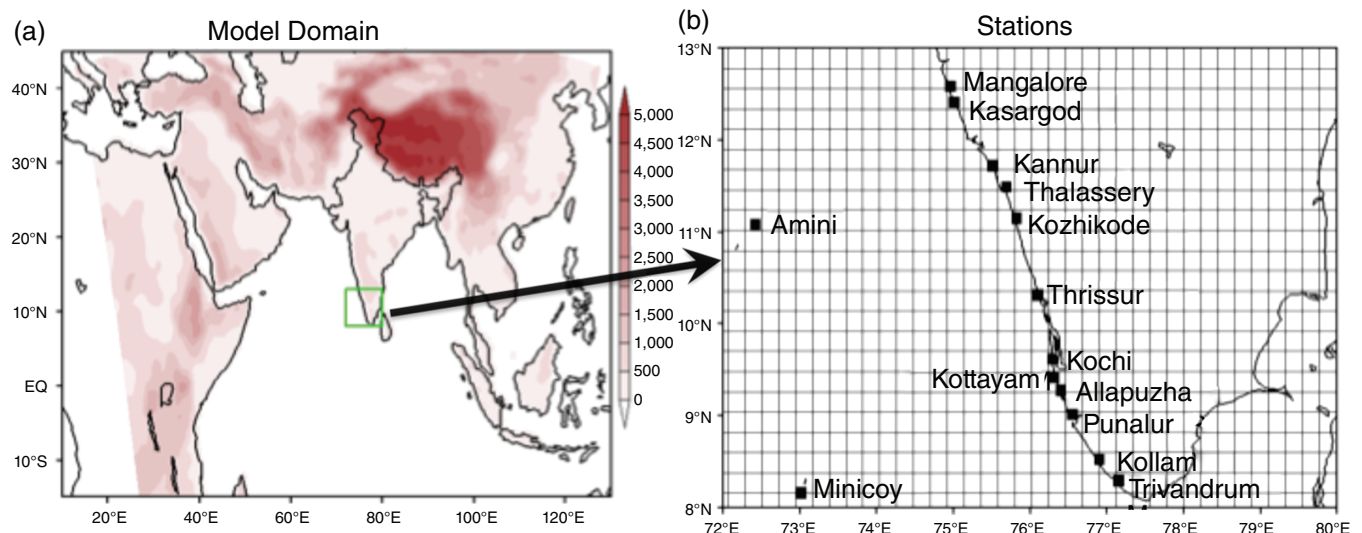 (a)
Model Domain
40°N
30°N
20°N
10°N
EQ
10°S
20°E
40°E
60°E
80°E
100°E
120°E
5,000
4,500
4,000
3,500
3,000
2,500
2,000
1,500
1,000
500
0
(b)
Stations
13°N
12°N
11°N
10°N
9°N
8°N
72°E
73°E
74°E
75°E
76°E
77°E
78°E
79°E
80°E
Mangalore
Kasargod
Kannur
Thalassery
Amini
Kozhikode
Thrissur
Kochi
Kottayam
Allapuzha
Punalur
Kollam
Minicoy
Trivandrum